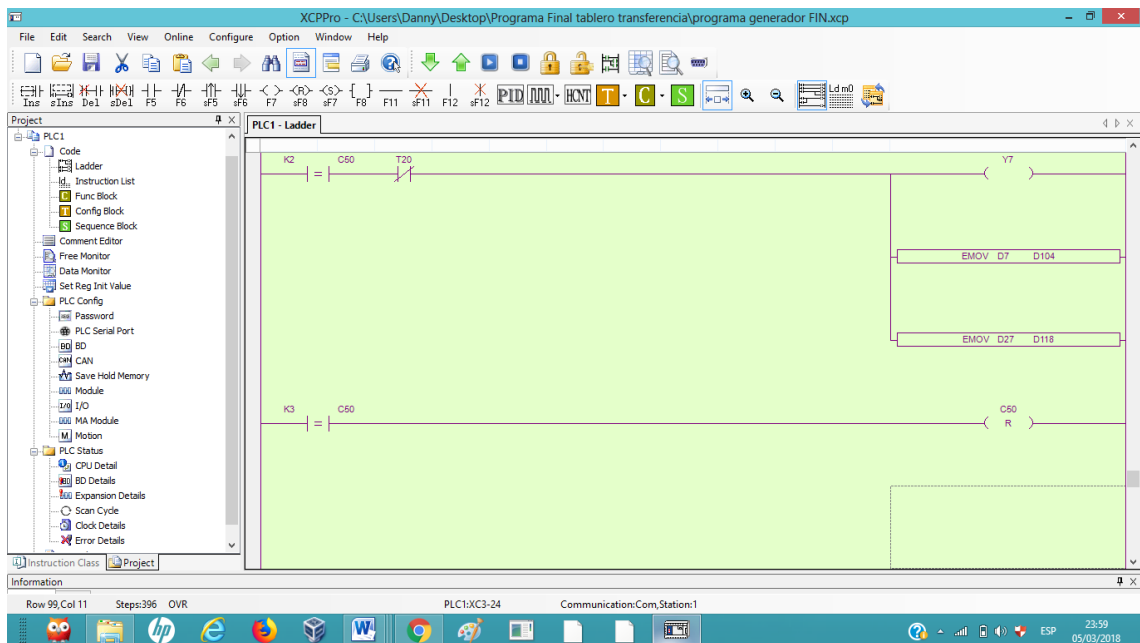 XCPPro - C:\Users\Danny\Desktop\Programa Final tablero transferencia\programa generador FIN.xcp
File Edit Search View Online Configure Option Window Help
Ins sIns Del sDel F5 F6 sF5 sF6 F7 sF8 sF7 F8 F11 sF11 F12 sF12 PID HCNT T C S Ld m0
Project
PLC1 - Ladder
PLC1
Code
Ladder
Instruction List
Func Block
Config Block
Sequence Block
Comment Editor
Free Monitor
Data Monitor
Set Reg Init Value
PLC Config
Password
PLC Serial Port
BD
CAN
Save Hold Memory
Module
I/O
MA Module
Motion
PLC Status
CPU Detail
BD Details
Expansion Details
Scan Cycle
Clock Details
Error Details
Instruction Class Project
K2 C60 T20 Y7
=
EMOV D7 D104
EMOV D27 D118
K3 C60 C60
= R
Information
Row 99,Col 11 Steps:396 OVR PLC1:XC3-24 Communication:Com,Station:1
ESP 23:59
05/03/2018